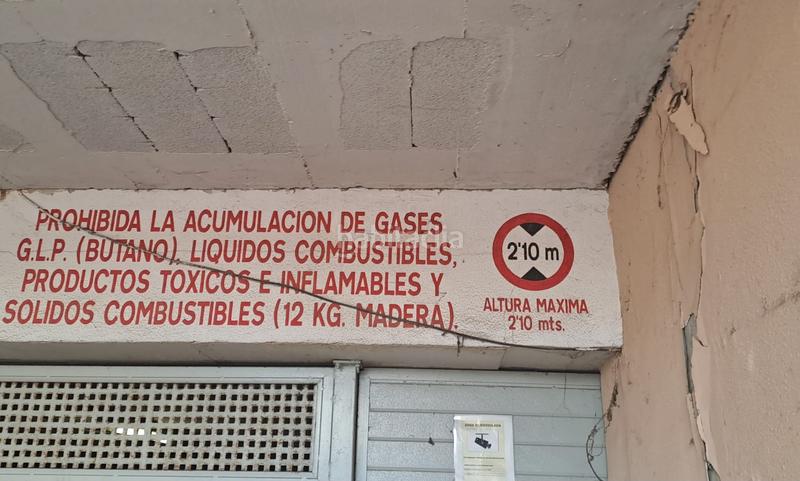 PROHIBIDA LA ACUMULACION DE GASES
G.L.P. (BUTANO) LIQUIDOS COMBUSTIBLES,
PRODUCTOS TOXICOS E INFLAMABLES Y
SOLIDOS COMBUSTIBLES (12 KG. MADERA).
2'10 m
ALTURA MAXIMA
2'10 mts.